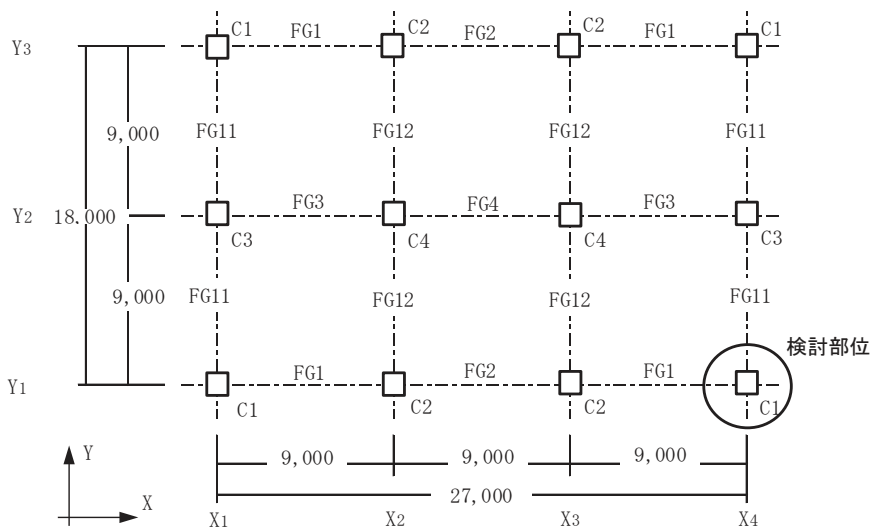 C1 FG1 C2 FG2 C2 FG1 C1
Y3
9,000 FG11 FG12 FG12 FG11
Y2 18.000 FG3 FG4 FG3
C3 C4 C4 C3
9,000 FG11 FG12 FG12 FG11
検討部位
Y1 FG1 FG2 FG1
C1 C2 C2 C1
Y 9,000 9,000 9,000
X 27,000
X1 X2 X3 X4